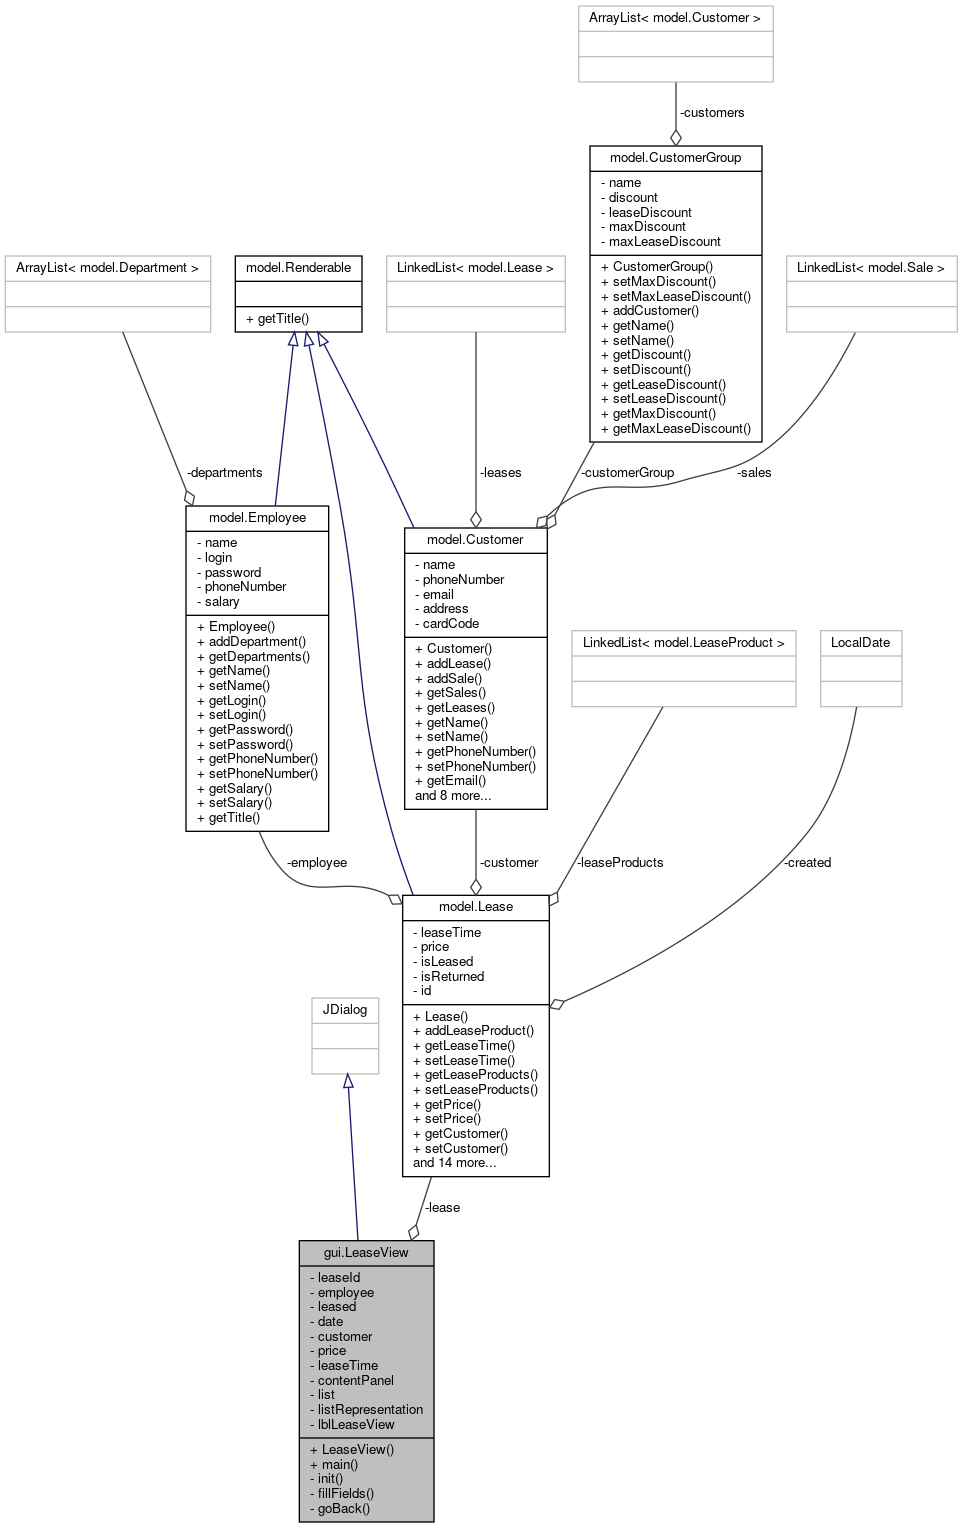 ArrayList< model.Customer >
-customers
model.CustomerGroup
- name
- discount
- leaseDiscount
- maxDiscount
- maxLeaseDiscount
+ CustomerGroup()
+ setMaxDiscount()
+ setMaxLeaseDiscount()
+ addCustomer()
+ getName()
+ setName()
+ getDiscount()
+ setDiscount()
+ getLeaseDiscount()
+ setLeaseDiscount()
+ getMaxDiscount()
+ getMaxLeaseDiscount()
ArrayList< model.Department >
model.Renderable
+ getTitle()
LinkedList< model.Lease >
LinkedList< model.Sale >
-departments
-leases
-customerGroup
-sales
model.Employee
- name
- login
- password
- phoneNumber
- salary
+ Employee()
+ addDepartment()
+ getDepartments()
+ getName()
+ setName()
+ getLogin()
+ setLogin()
+ getPassword()
+ setPassword()
+ getPhoneNumber()
+ setPhoneNumber()
+ getSalary()
+ setSalary()
+ getTitle()
model.Customer
- name
- phoneNumber
- email
- address
- cardCode
+ Customer()
+ addLease()
+ addSale()
+ getSales()
+ getLeases()
+ getName()
+ setName()
+ getPhoneNumber()
+ setPhoneNumber()
+ getEmail()
and 8 more...
LinkedList< model.LeaseProduct >
LocalDate
-employee
-customer
-leaseProducts
-created
model.Lease
- leaseTime
- price
- isLeased
- isReturned
- id
+ Lease()
+ addLeaseProduct()
+ getLeaseTime()
+ setLeaseTime()
+ getLeaseProducts()
+ setLeaseProducts()
+ getPrice()
+ setPrice()
+ getCustomer()
+ setCustomer()
and 14 more...
JDialog
-lease
gui.LeaseView
- leaseId
- employee
- leased
- date
- customer
- price
- leaseTime
- contentPanel
- list
- listRepresentation
- lblLeaseView
+ LeaseView()
+ main()
- init()
- fillFields()
- goBack()